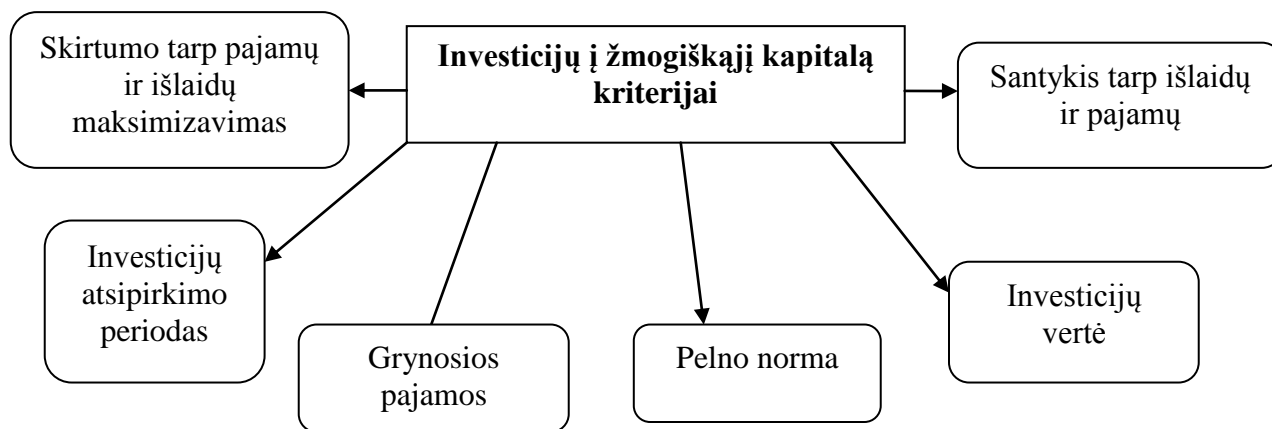 Skirtumo tarp pajamų
ir išlaidų
maksimizavimas
Investicijų į žmogiškąjį kapitalą
kriterijai
Santykis tarp išlaidų
ir pajamų
Investicijų
atsipirkimo
periodas
Grynosios
pajamos
Pelno norma
Investicijų
vertė